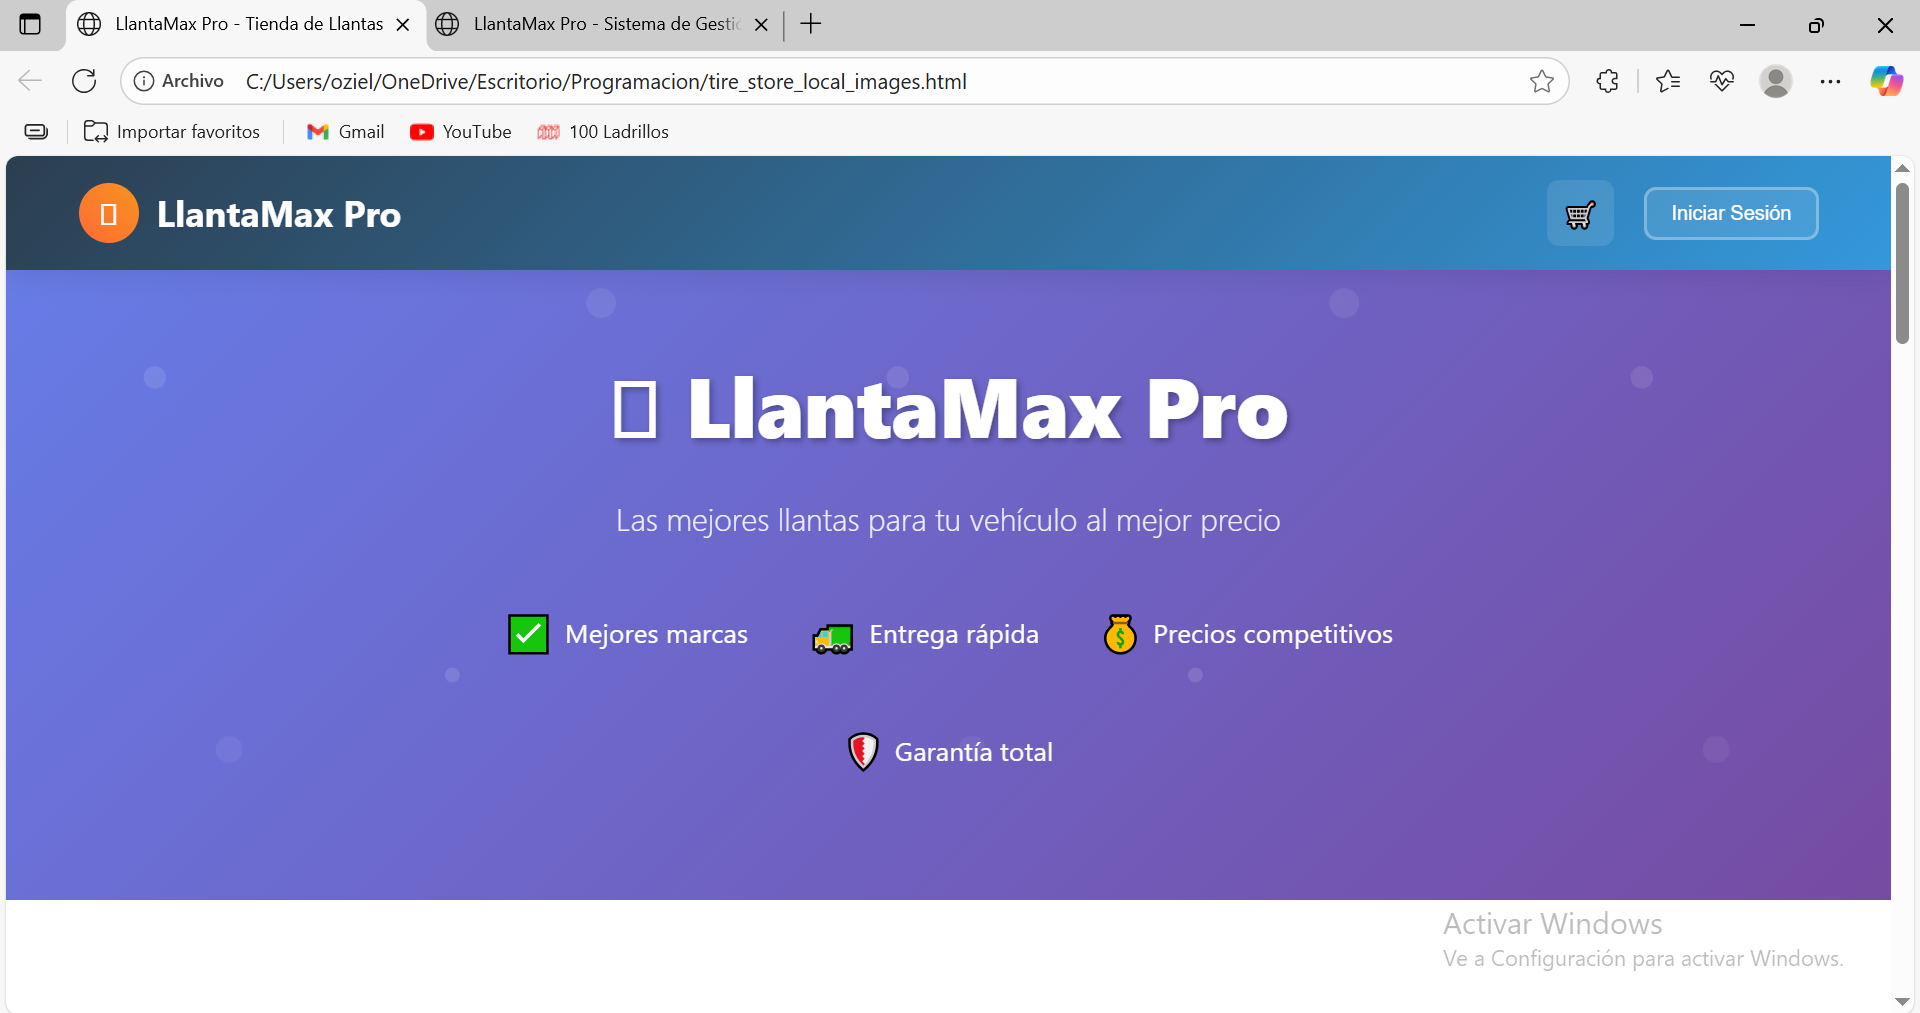 LlantaMax Pro - Tienda de Llantas
LlantaMax Pro - Sistema de Gesti
Archivo
C:/Users/oziel/OneDrive/Escritorio/Programacion/tire_store_local_images.html
Importar favoritos
Gmail
YouTube
100 Ladrillos
LlantaMax Pro
Iniciar Sesión
LlantaMax Pro
Las mejores llantas para tu vehículo al mejor precio
Mejores marcas
Entrega rápida
Precios competitivos
Garantía total
Activar Windows
Ve a Configuración para activar Windows.